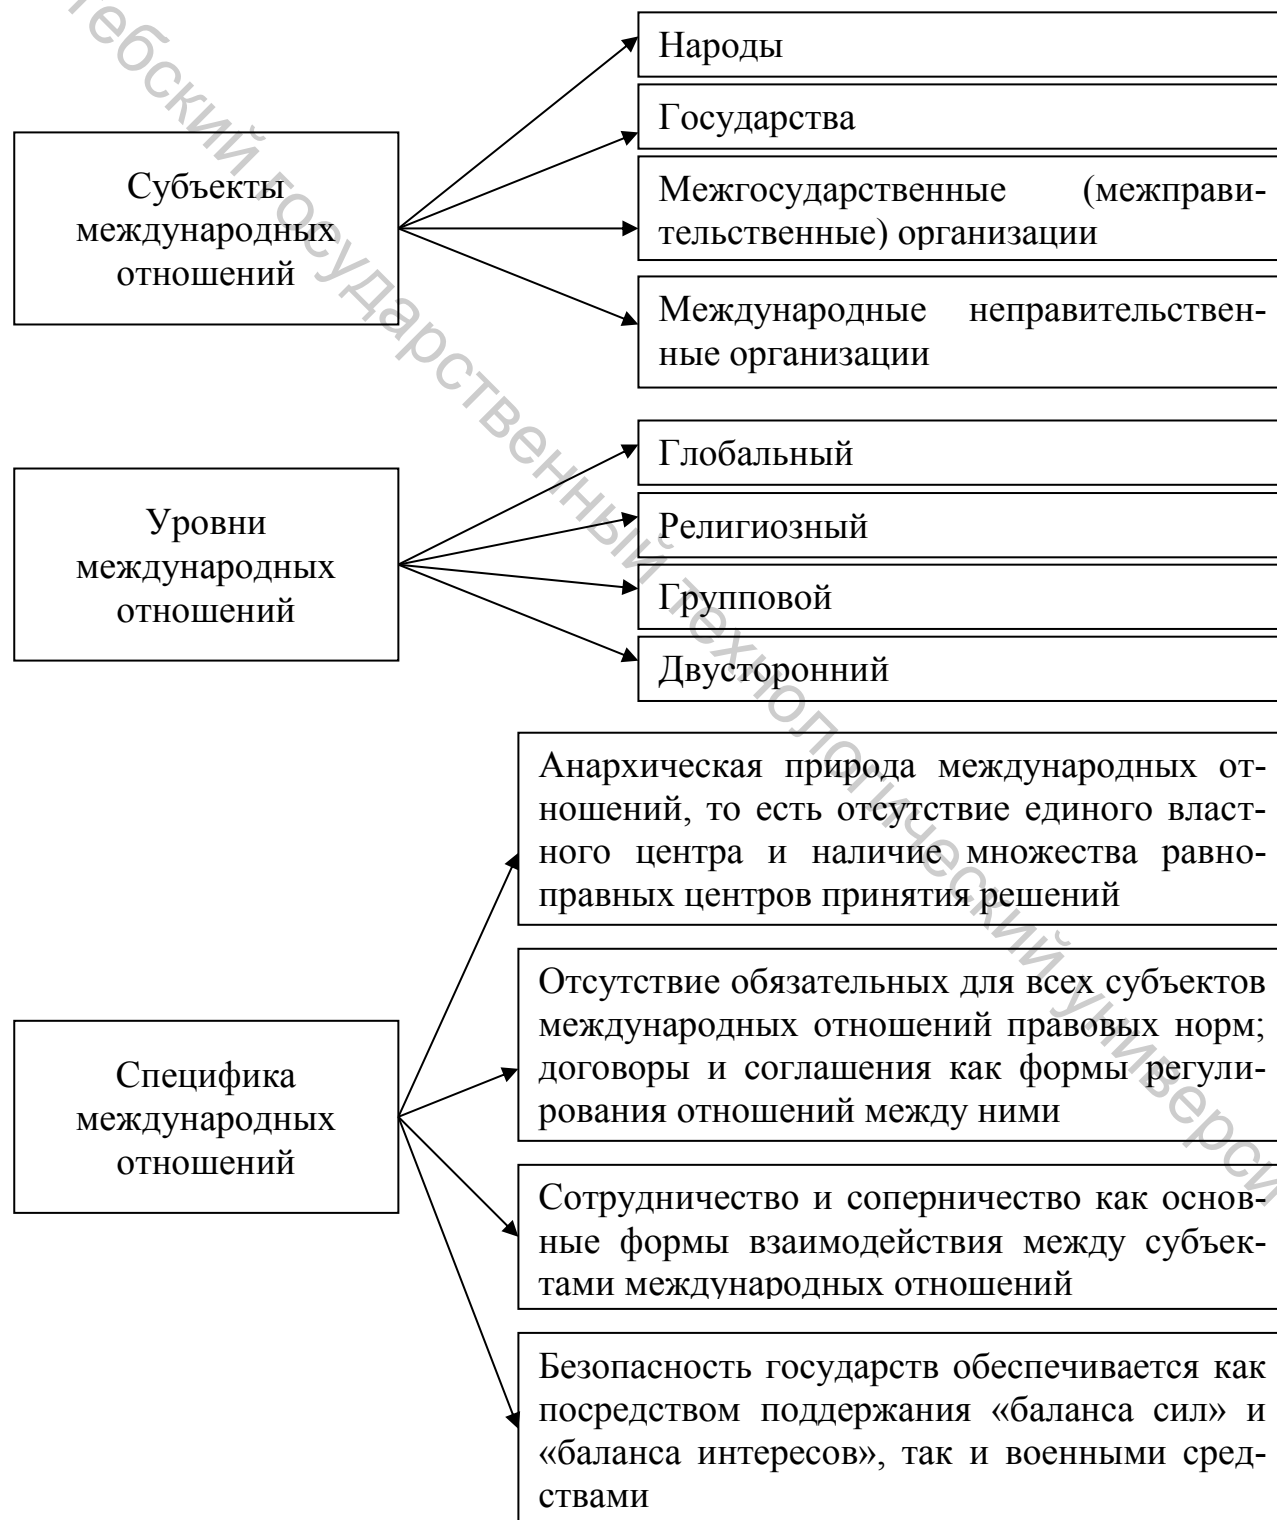 Субъекты
международных
отношений
Народы
Государства
Межгосударственные (межправи-
тельственные) организации
Международные неправительствен-
ные организации
Уровни
международных
отношений
Глобальный
Религиозный
Групповой
Двусторонний
Специфика
международных
отношений
Анархическая природа международных от-
ношений, то есть отсутствие единого власт-
ного центра и наличие множества равно-
правных центров принятия решений
Отсутствие обязательных для всех субъектов
международных отношений правовых норм;
договоры и соглашения как формы регули-
рования отношений между ними
Сотрудничество и соперничество как основ-
ные формы взаимодействия между субъек-
тами международных отношений
Безопасность государств обеспечивается как
посредством поддержания «баланса сил» и
«баланса интересов», так и военными сред-
ствами
тебский государственный технологический универси